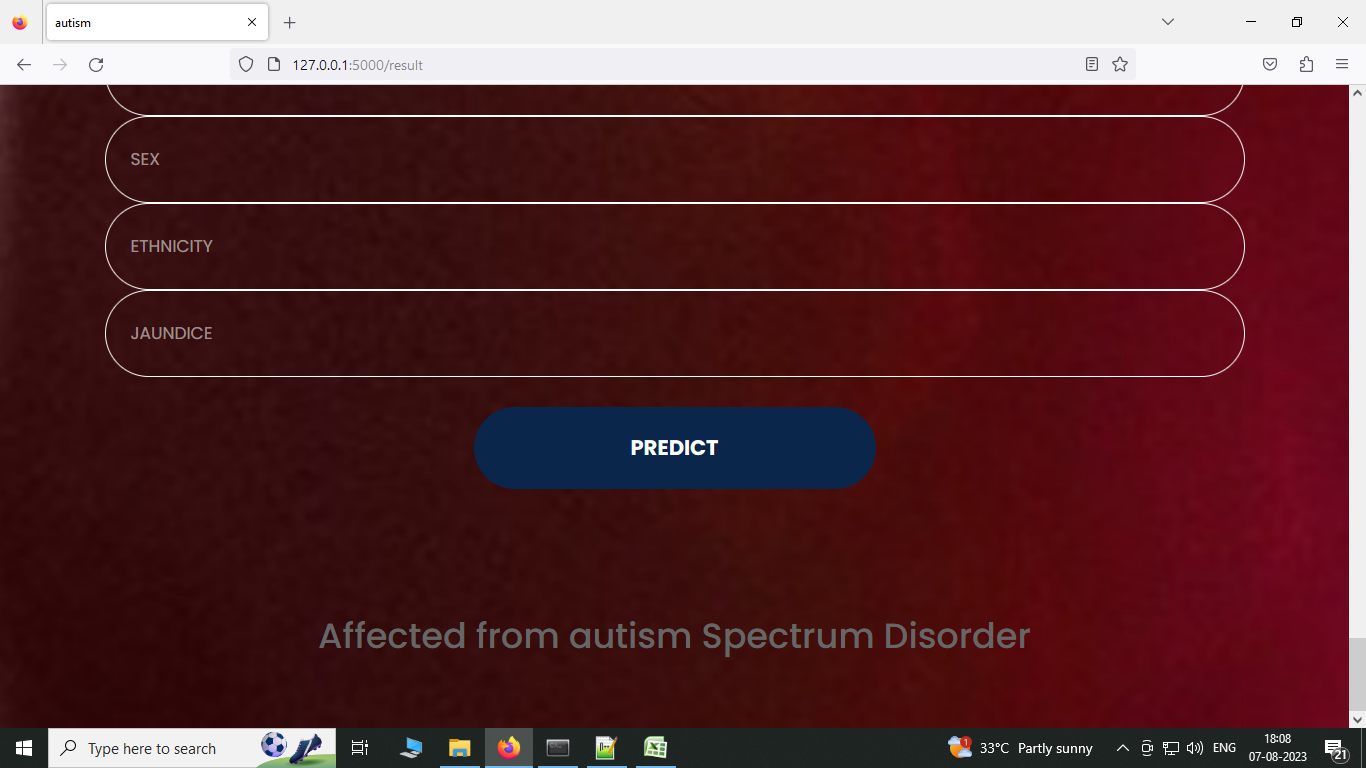 autism
127.0.0.1:5000/result
SEX
ETHNICITY
JAUNDICE
PREDICT
Affected from autism Spectrum Disorder
Type here to search
1
33°C Partly sunny
ENG
18:08
07-08-2023
21